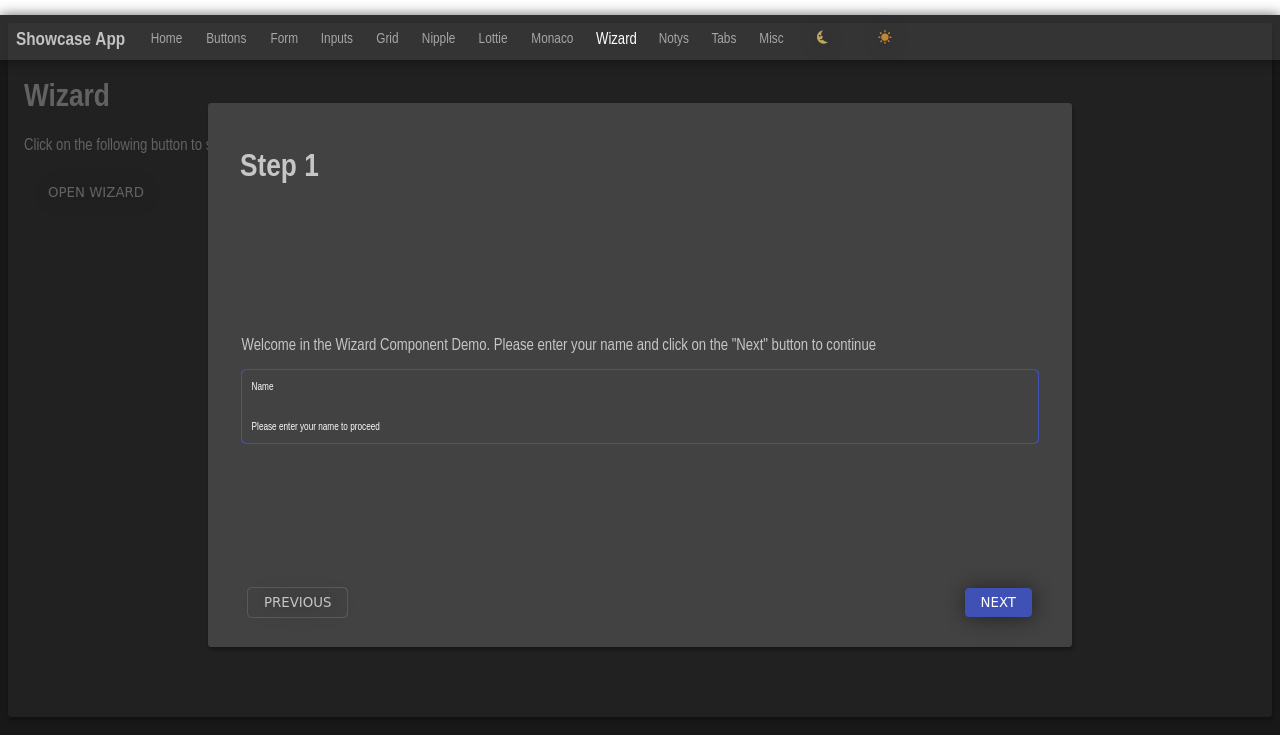 Showcase App Home Buttons Form Inputs Grid Nipple Lottie Monaco Wizard Notys Tabs Misc
Wizard
Click on the following button to
OPEN WIZARD
Step 1
Welcome in the Wizard Component Demo. Please enter your name and click on the "Next" button to continue
Name
Please enter your name to proceed
PREVIOUS NEXT